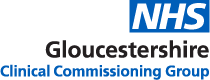 NHS
Gloucestershire
Clinical Commissioning Group